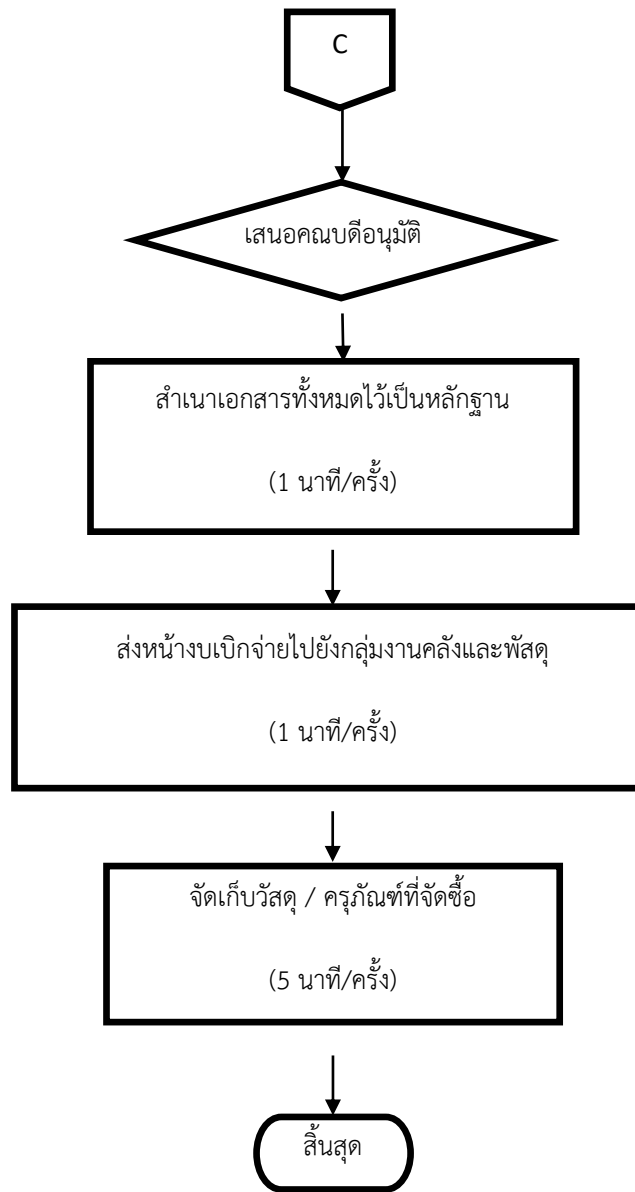 C
เสนอคณบดีอนุมัติ
สำเนาเอกสารทั้งหมดไว้เป็นหลักฐาน
(1 นาที/ครั้ง)
ส่งหน้างบเบิกจ่ายไปยังกลุ่มงานคลังและพัสดุ
(1 นาที/ครั้ง)
จัดเก็บวัสดุ / ครุภัณฑ์ที่จัดซื้อ
(5 นาที/ครั้ง)
สิ้นสุด